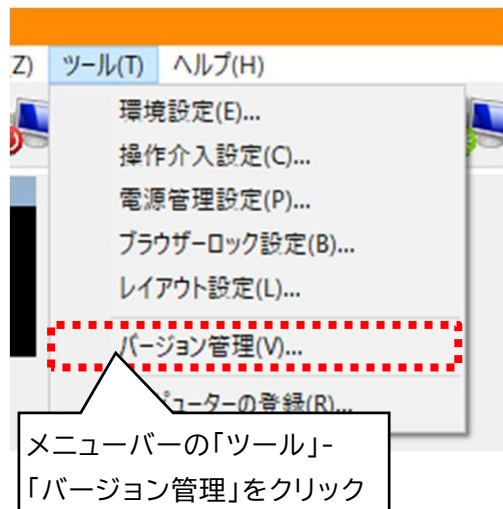 Z) ツール(T) ヘルプ(H)
環境設定(E)...
操作介入設定(C)...
電源管理設定(P)...
ブラウザーロック設定(B)...
レイアウト設定(L)...
バージョン管理(V)...
ピューターの登録(R)...
メニューバーの「ツール」-
「バージョン管理」をクリック